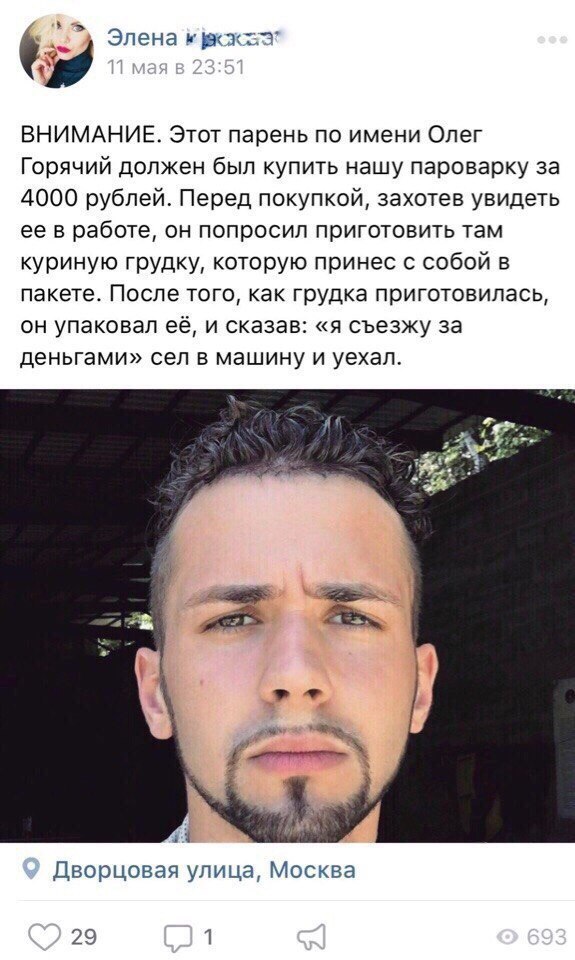 Элена
11 мая в 23:51
ВНИМАНИЕ. Этот парень по имени Олег
Горячий должен был купить нашу пароварку за
4000 рублей. Перед покупкой, захотев увидеть
ее в работе, он попросил приготовить там
куриную грудку, которую принес с собой в
пакете. После того, как грудка приготовилась,
он упаковал её, и сказав: «я съезжу за
деньгами» сел в машину и уехал.
Дворцовая улица, Москва
29
1
693